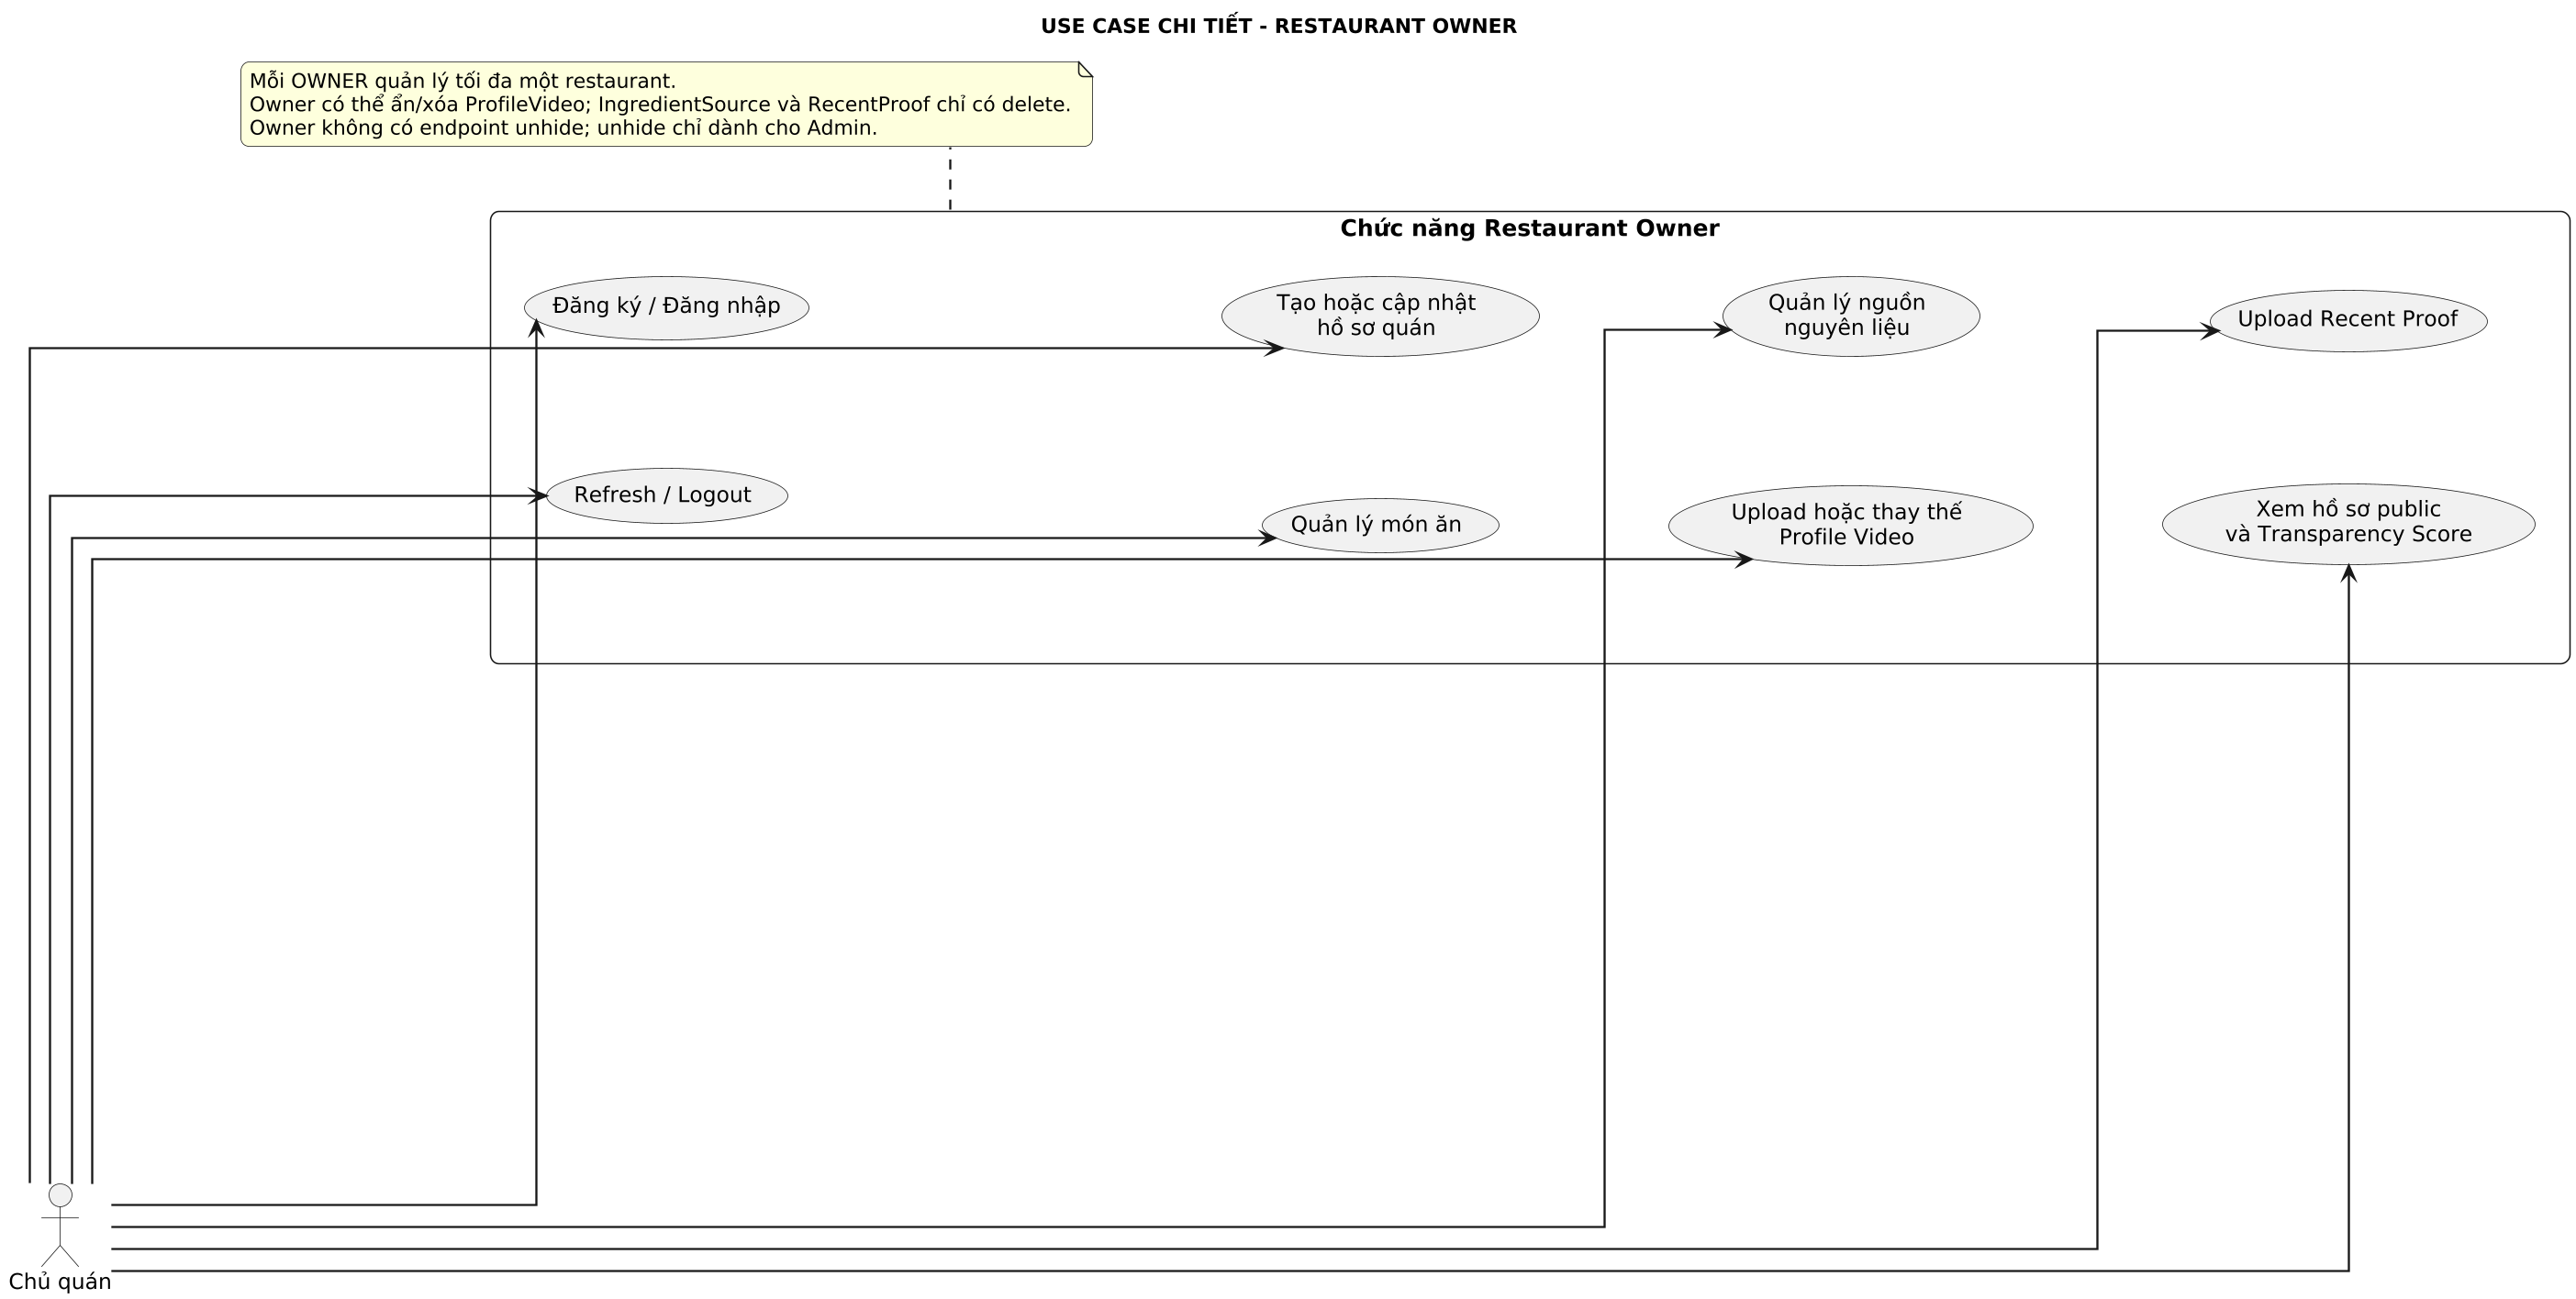 USE CASE CHI TIẾT - RESTAURANT OWNER
Mỗi OWNER quản lý tối đa một restaurant.
Owner có thể ẩn/xóa ProfileVideo; IngredientSource và RecentProof chỉ có delete.
Owner không có endpoint unhide; unhide chỉ dành cho Admin.
Chức năng Restaurant Owner
Đăng ký / Đăng nhập
Tạo hoặc cập nhật
hồ sơ quán
Quản lý nguồn
nguyên liệu
Upload Recent Proof
Refresh / Logout
Quản lý món ăn
Upload hoặc thay thế
Profile Video
Xem hồ sơ public
và Transparency Score
Chủ quán